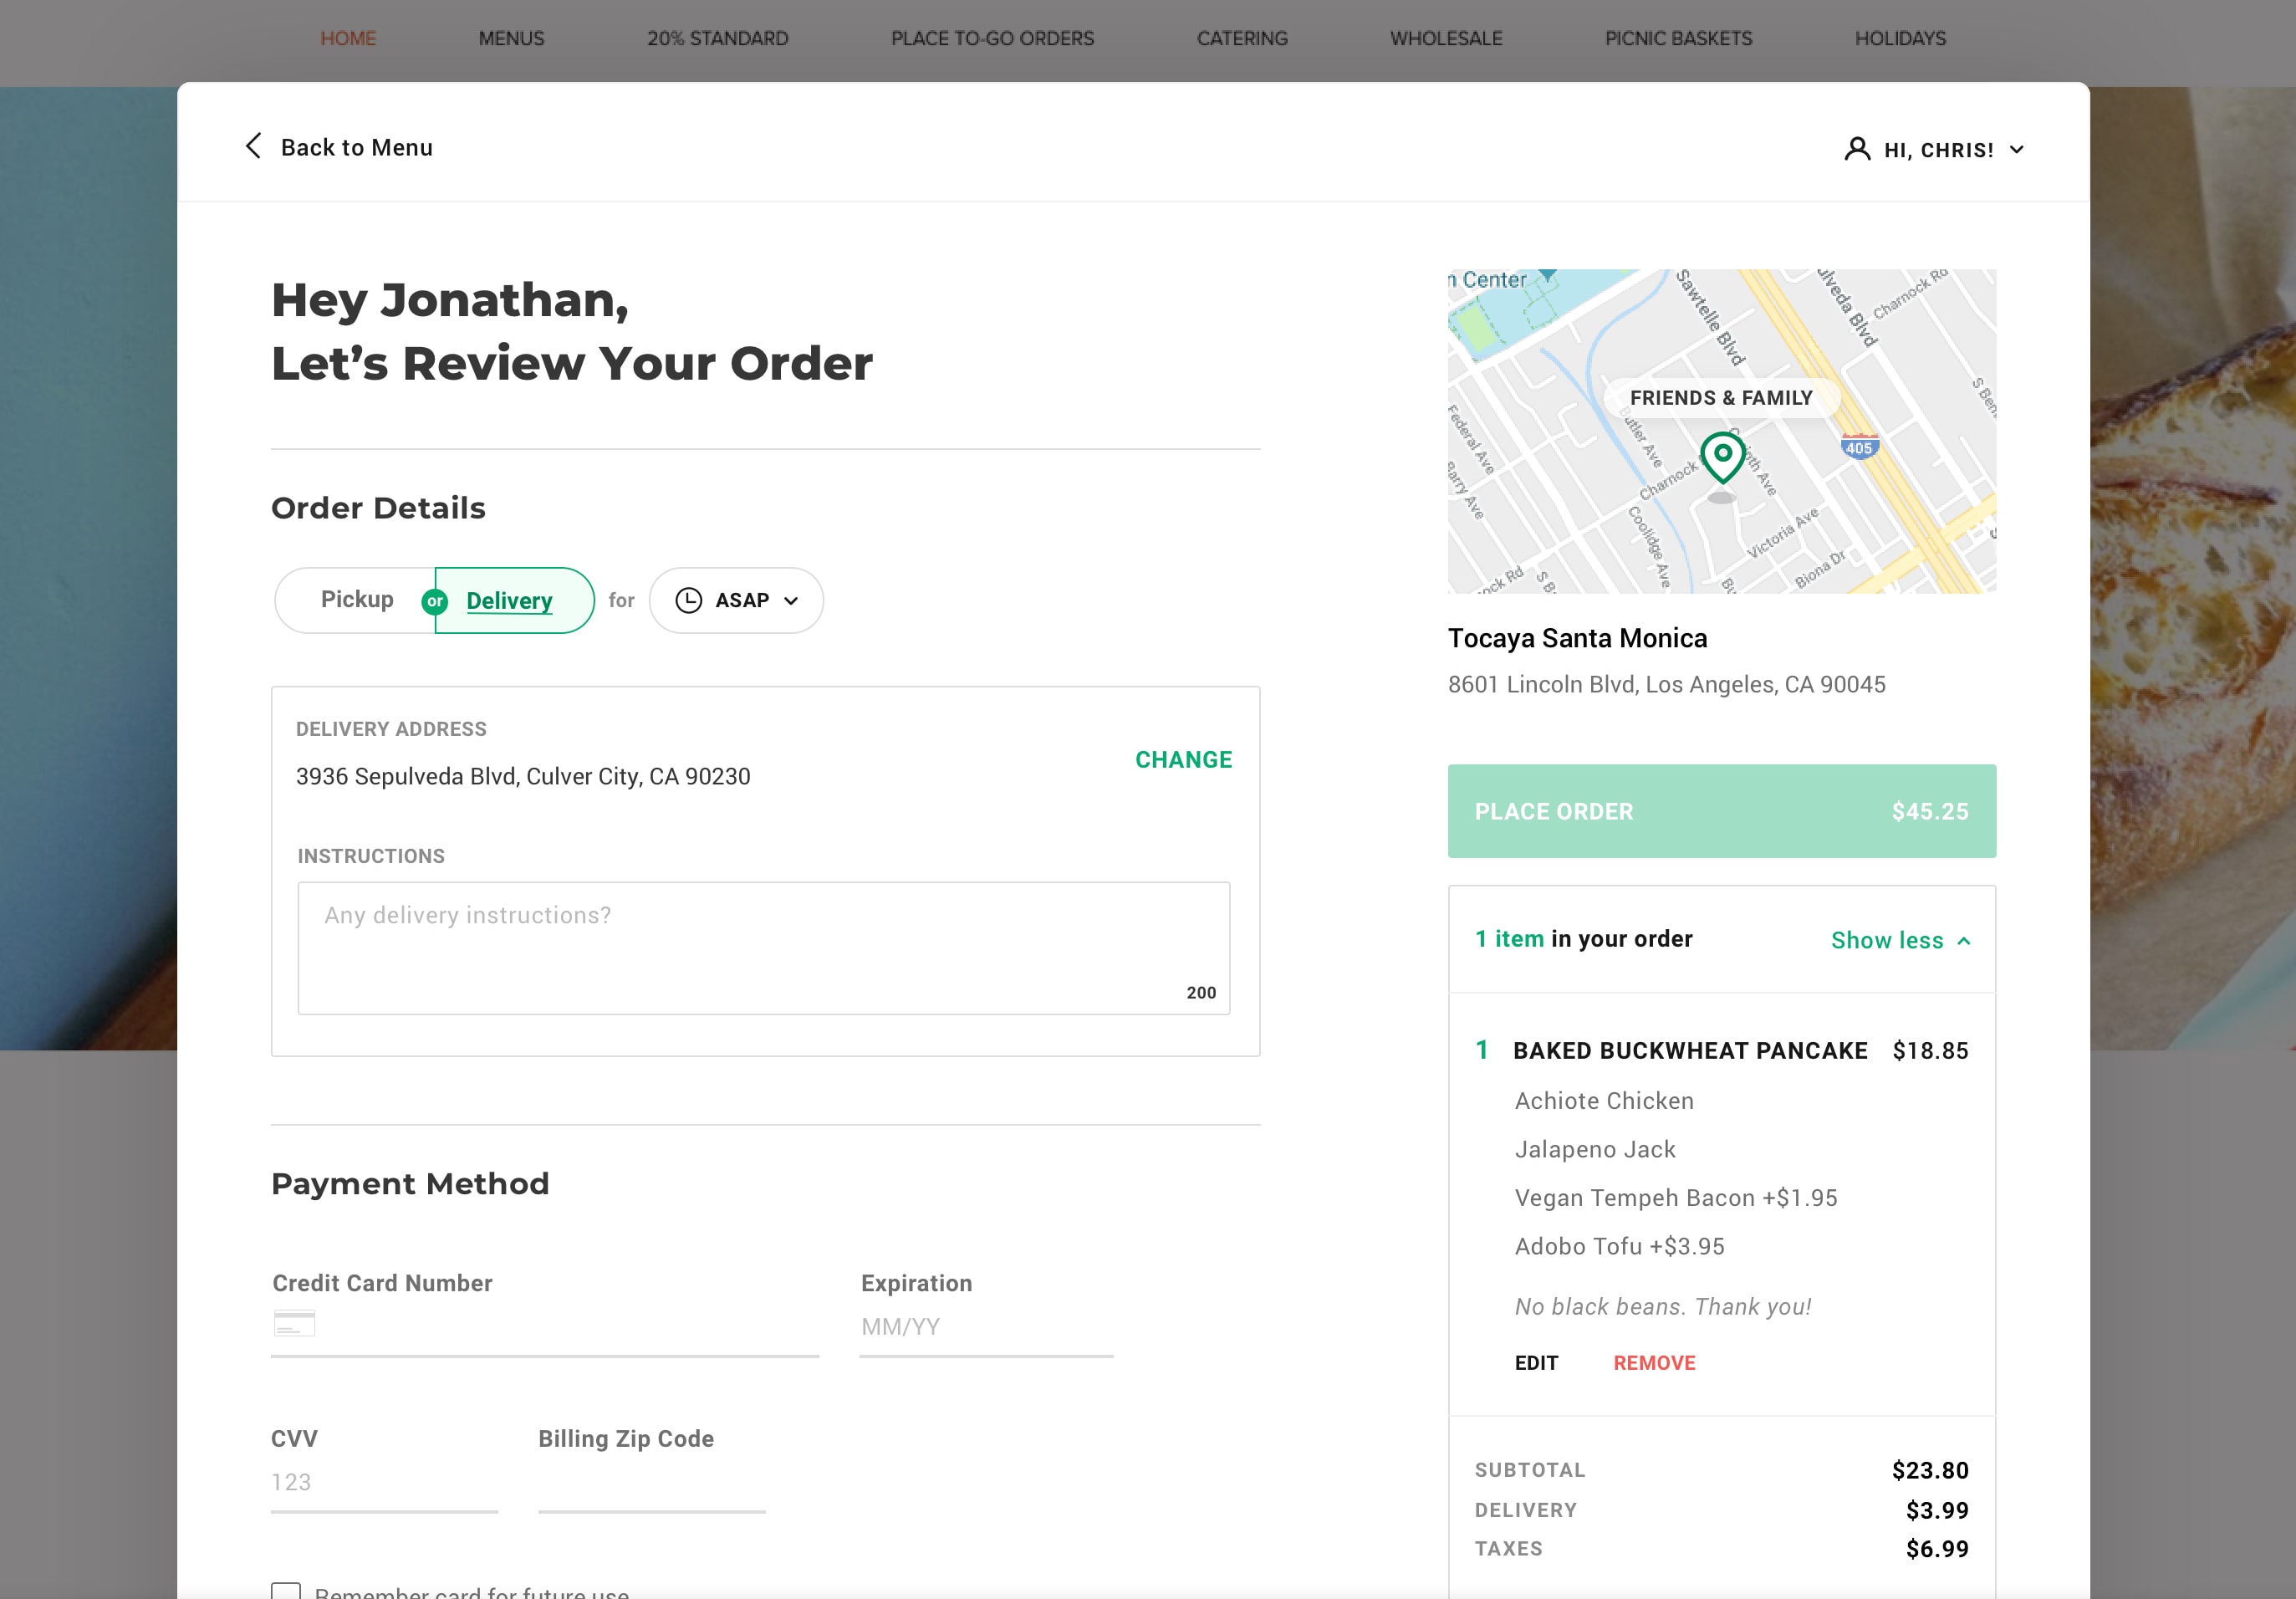 HOME MENUS 20% STANDARD PLACE TO-GO ORDERS CATERING WHOLESALE PICNIC BASKETS HOLIDAYS
Back to Menu
HI, CHRIS!
Hey Jonathan,
Let’s Review Your Order
Order Details
Pickup or Delivery for ASAP
DELIVERY ADDRESS
3936 Sepulveda Blvd, Culver City, CA 90230
CHANGE
INSTRUCTIONS
Any delivery instructions?
200
Payment Method
Credit Card Number
Expiration
MM/YY
CVV
123
Billing Zip Code
Remember card for future use
n Center
Sawtelle Blvd
ulveda Blvd
Charnock Rd
S Ben
FRIENDS & FAMILY
Federal Ave
Barry Ave
Butler Ave
Charnock
nth Ave
405
Coolidge Ave
Victoria Ave
Biona Dr
ock Rd
S B
Bu
Tocaya Santa Monica
8601 Lincoln Blvd, Los Angeles, CA 90045
PLACE ORDER $45.25
1 item in your order
Show less
1 BAKED BUCKWHEAT PANCAKE $18.85
Achiote Chicken
Jalapeno Jack
Vegan Tempeh Bacon +$1.95
Adobo Tofu +$3.95
No black beans. Thank you!
EDIT REMOVE
SUBTOTAL $23.80
DELIVERY $3.99
TAXES $6.99